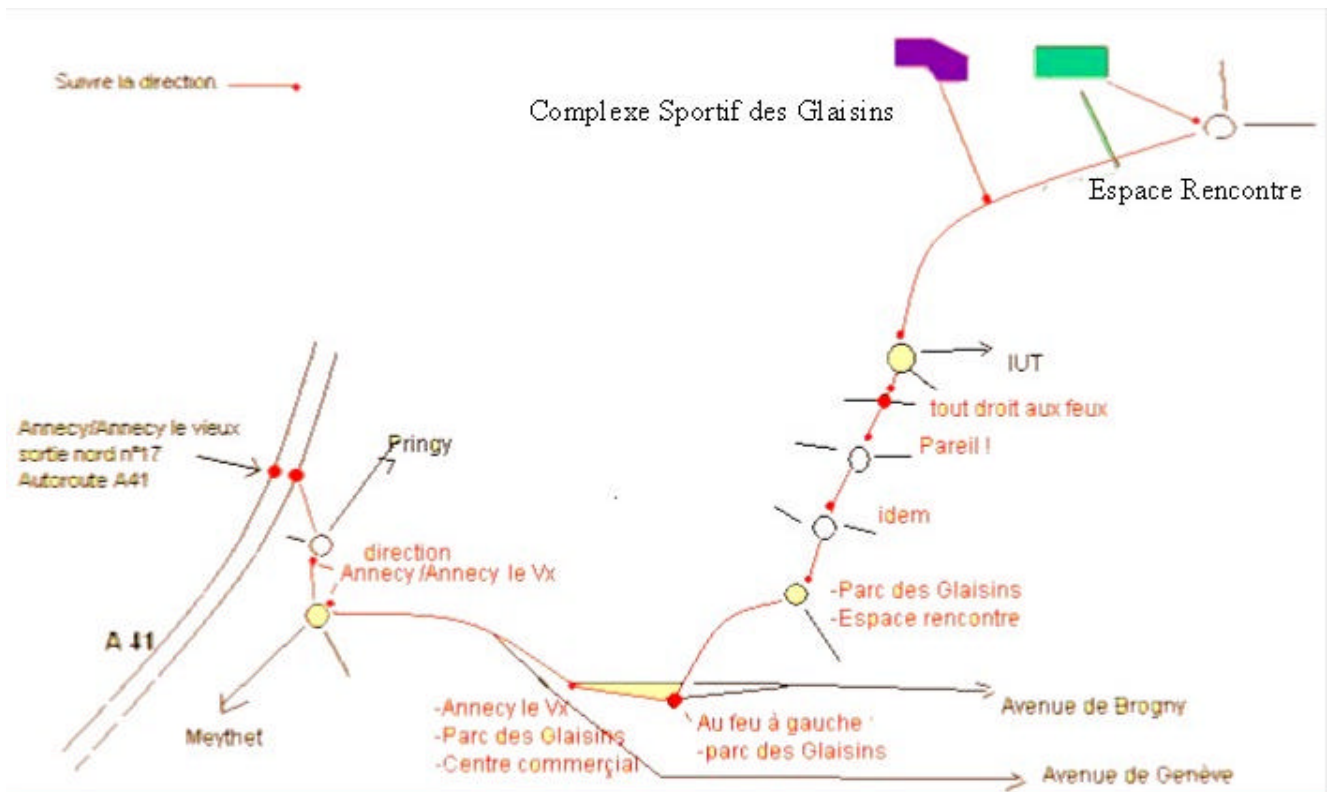 Suivre la direction
Complexe Sportif des Glaisins
Espace Rencontre
IUT
tout droit aux feux
Pareil !
idem
Annecy/Annecy le vieux
sortie nord n°17
Autoroute A41
Pringy
direction
Annecy /Annecy le Vx
-Parc des Glaisins
-Espace rencontre
A 41
Meythet
-Annecy le Vx
-Parc des Glaisins
-Centre commerçial
Au feu à gauche :
-parc des Glaisins
Avenue de Brogny
Avenue de Genève